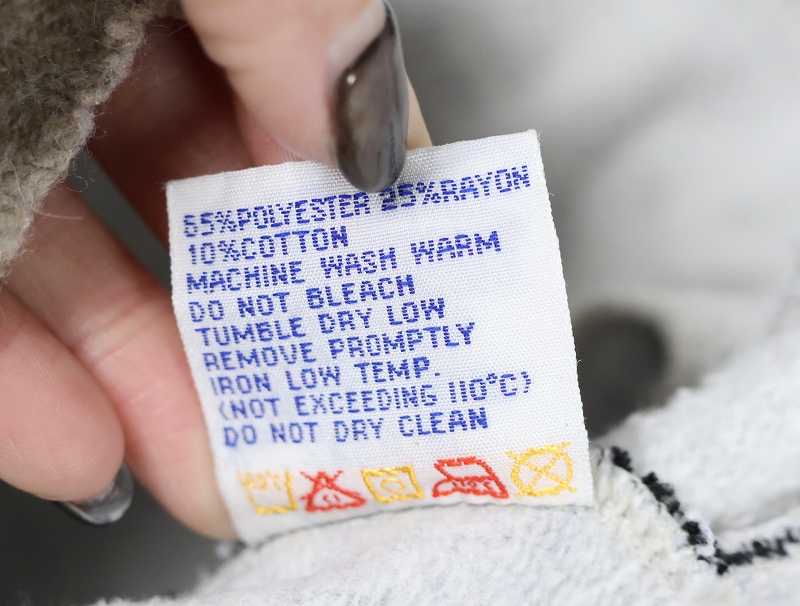 65%POLYESTER 25%RAYON
10%COTTON
MACHINE WASH WARM
DO NOT BLEACH
TUMBLE DRY LOW
REMOVE PROMPTLY
IRON LOW TEMP.
(NOT EXCEEDING 110°C)
DO NOT DRY CLEAN